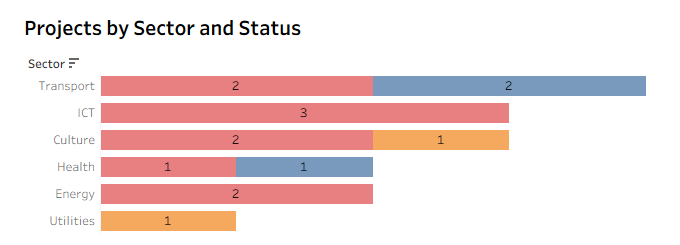 Projects by Sector and Status
Sector
Transport 2 2
ICT 3
Culture 2 1
Health 1 1
Energy 2
Utilities 1